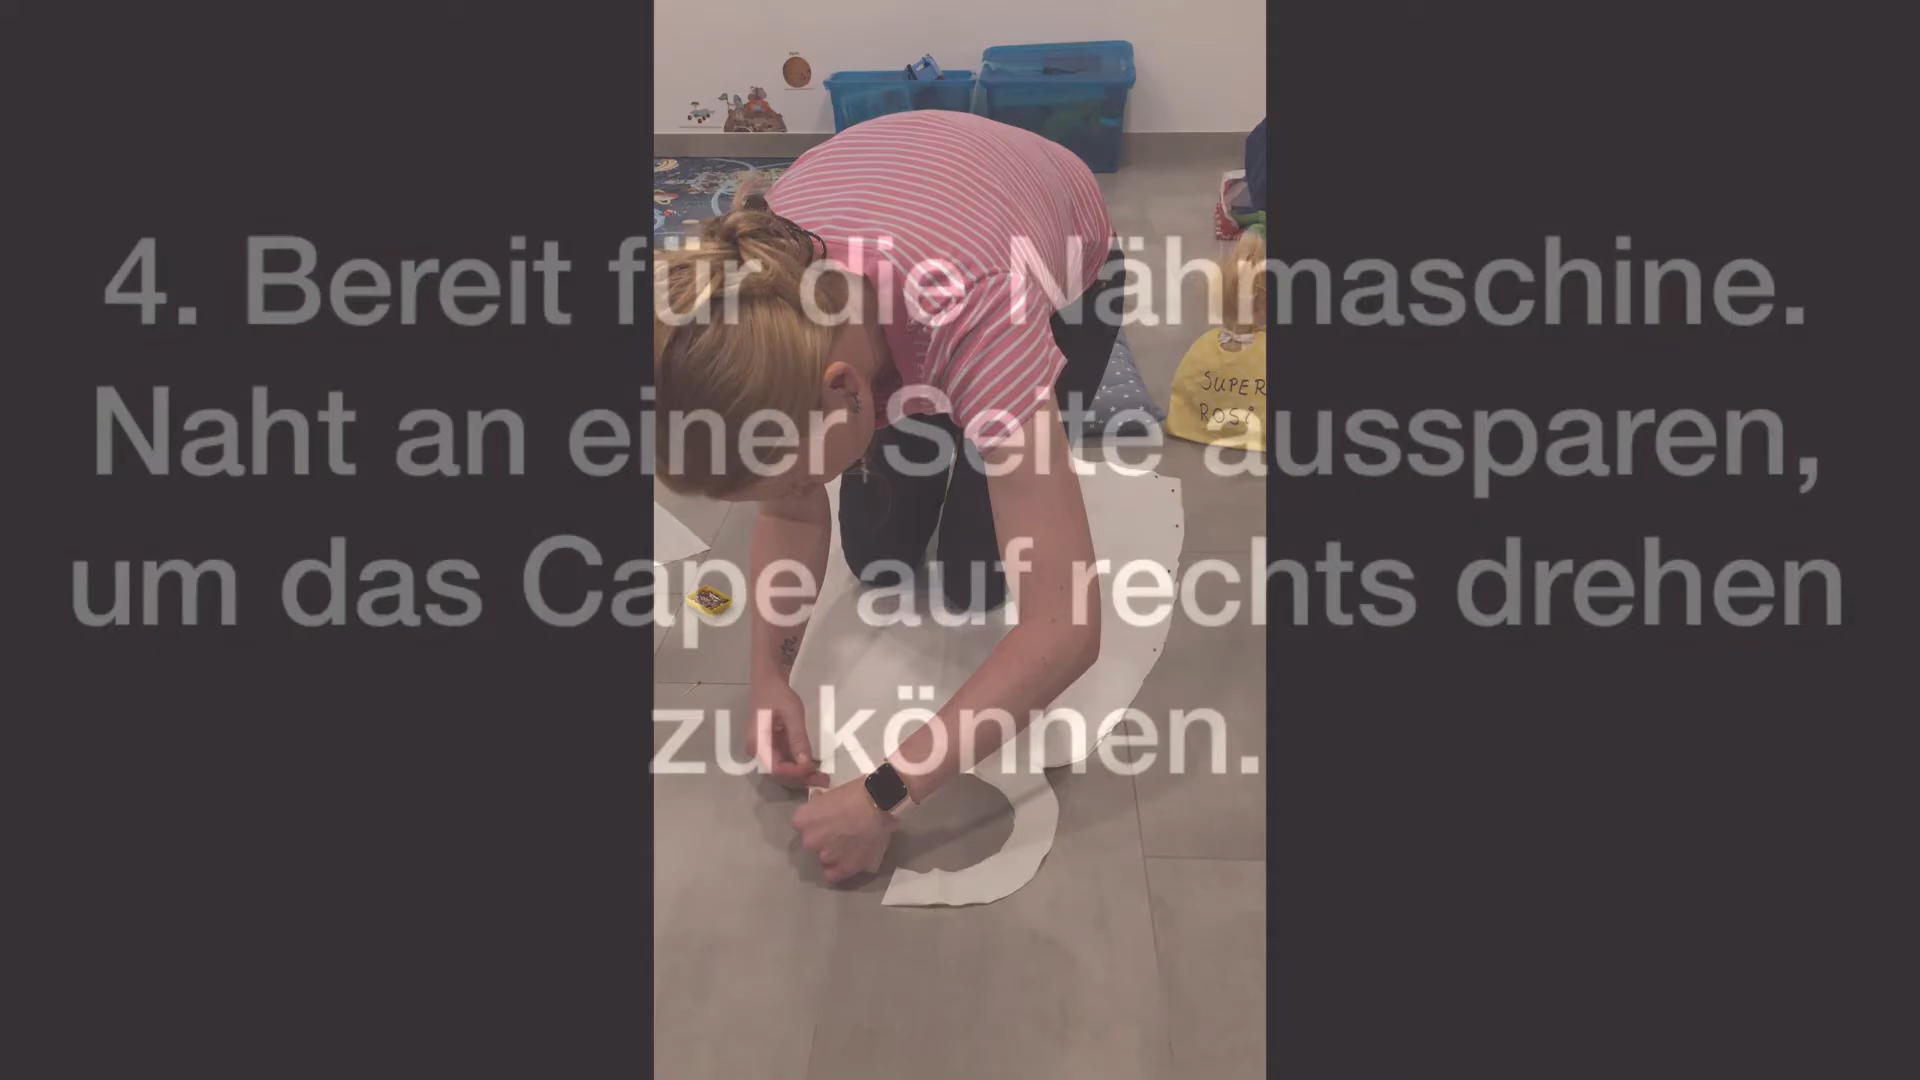 4. Bereit für die Nähmaschine.
Naht an einer Seite aussparen,
um das Cape auf rechts drehen
zu können.
SUPER
ROSI